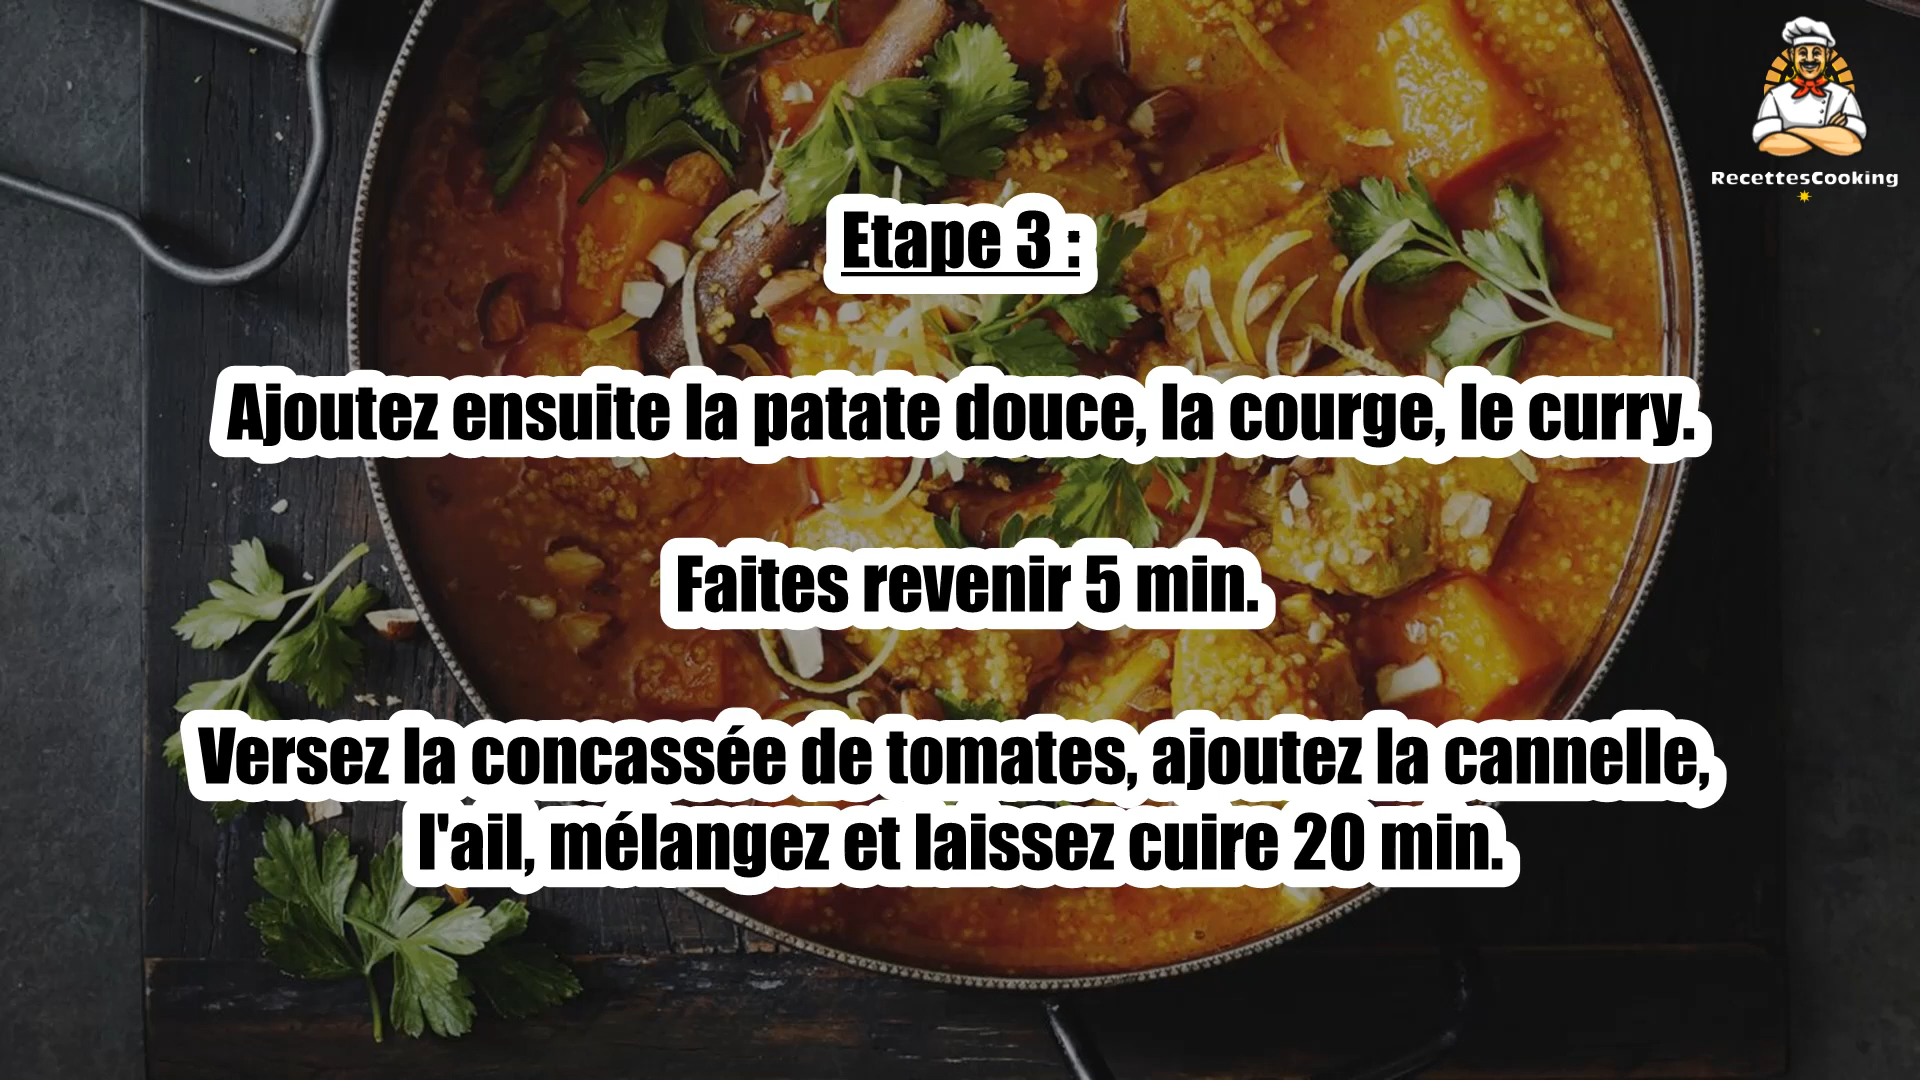 RecettesCooking
Etape 3 :
Ajoutez ensuite la patate douce, la courge, le curry.
Faites revenir 5 min.
Versez la concassée de tomates, ajoutez la cannelle,
l'ail, mélangez et laissez cuire 20 min.